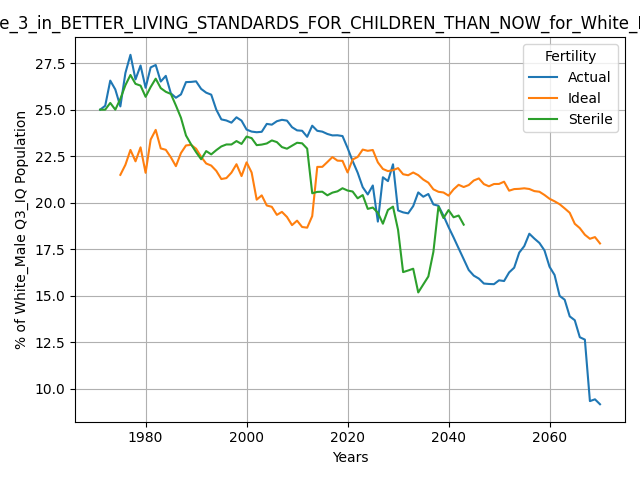 e_3_in_BETTER_LIVING_STANDARDS_FOR_CHILDREN_THAN_NOW_for_White_
Fertility
Actual
Ideal
Sterile
27.5
25.0
22.5
20.0
17.5
15.0
12.5
10.0
% of White_Male Q3_IQ Population
1980
2000
2020
2040
2060
Years